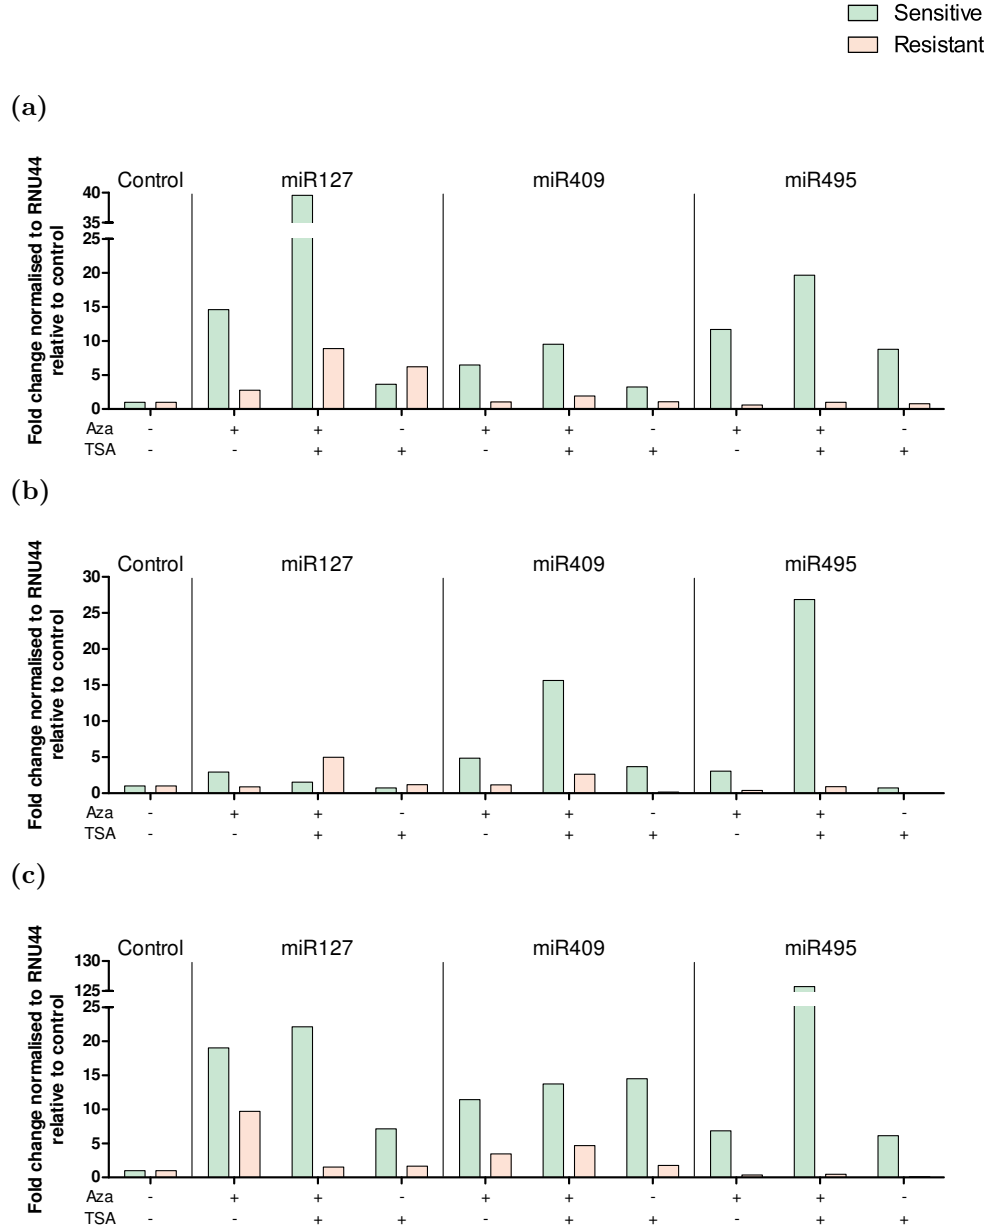 Sensitive
Resistant
(a)
Fold change normalised to RNU44
relative to control
Control miR127 miR409 miR495
40
35
25
20
15
10
5
0
Aza - + + - + + - + + -
TSA - - + + - + + - + +
(b)
Fold change normalised to RNU44
relative to control
Control miR127 miR409 miR495
30
25
20
15
10
5
0
Aza - + + - + + - + + -
TSA - - + + - + + - + +
(c)
Fold change normalised to RNU44
relative to control
Control miR127 miR409 miR495
130
125
25
20
15
10
5
0
Aza - + + - + + - + + -
TSA - - + + - + + - + +